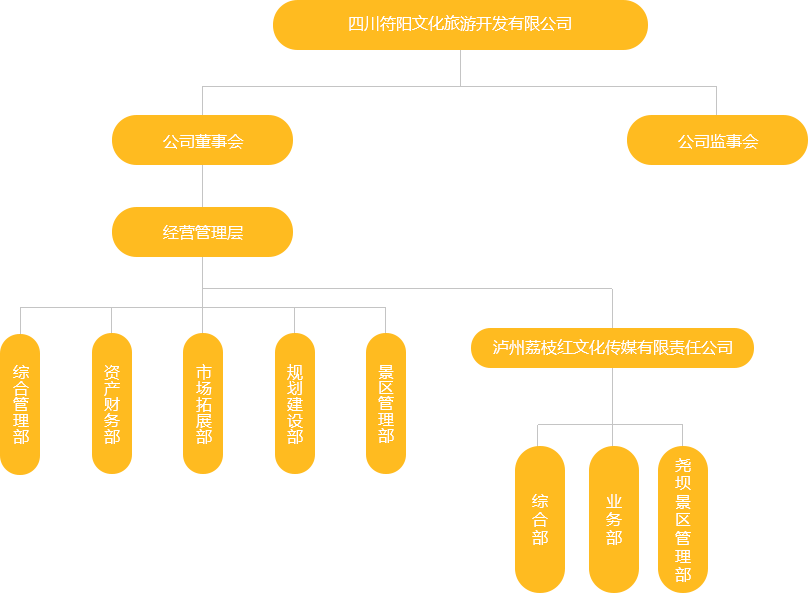 四川符阳文化旅游开发有限公司
公司董事会
公司监事会
经营管理层
泸州荔枝红文化传媒有限责任公司
综合管理部
资产财务部
市场拓展部
规划建设部
景区管理部
综合部
业务部
尧坝景区管理部